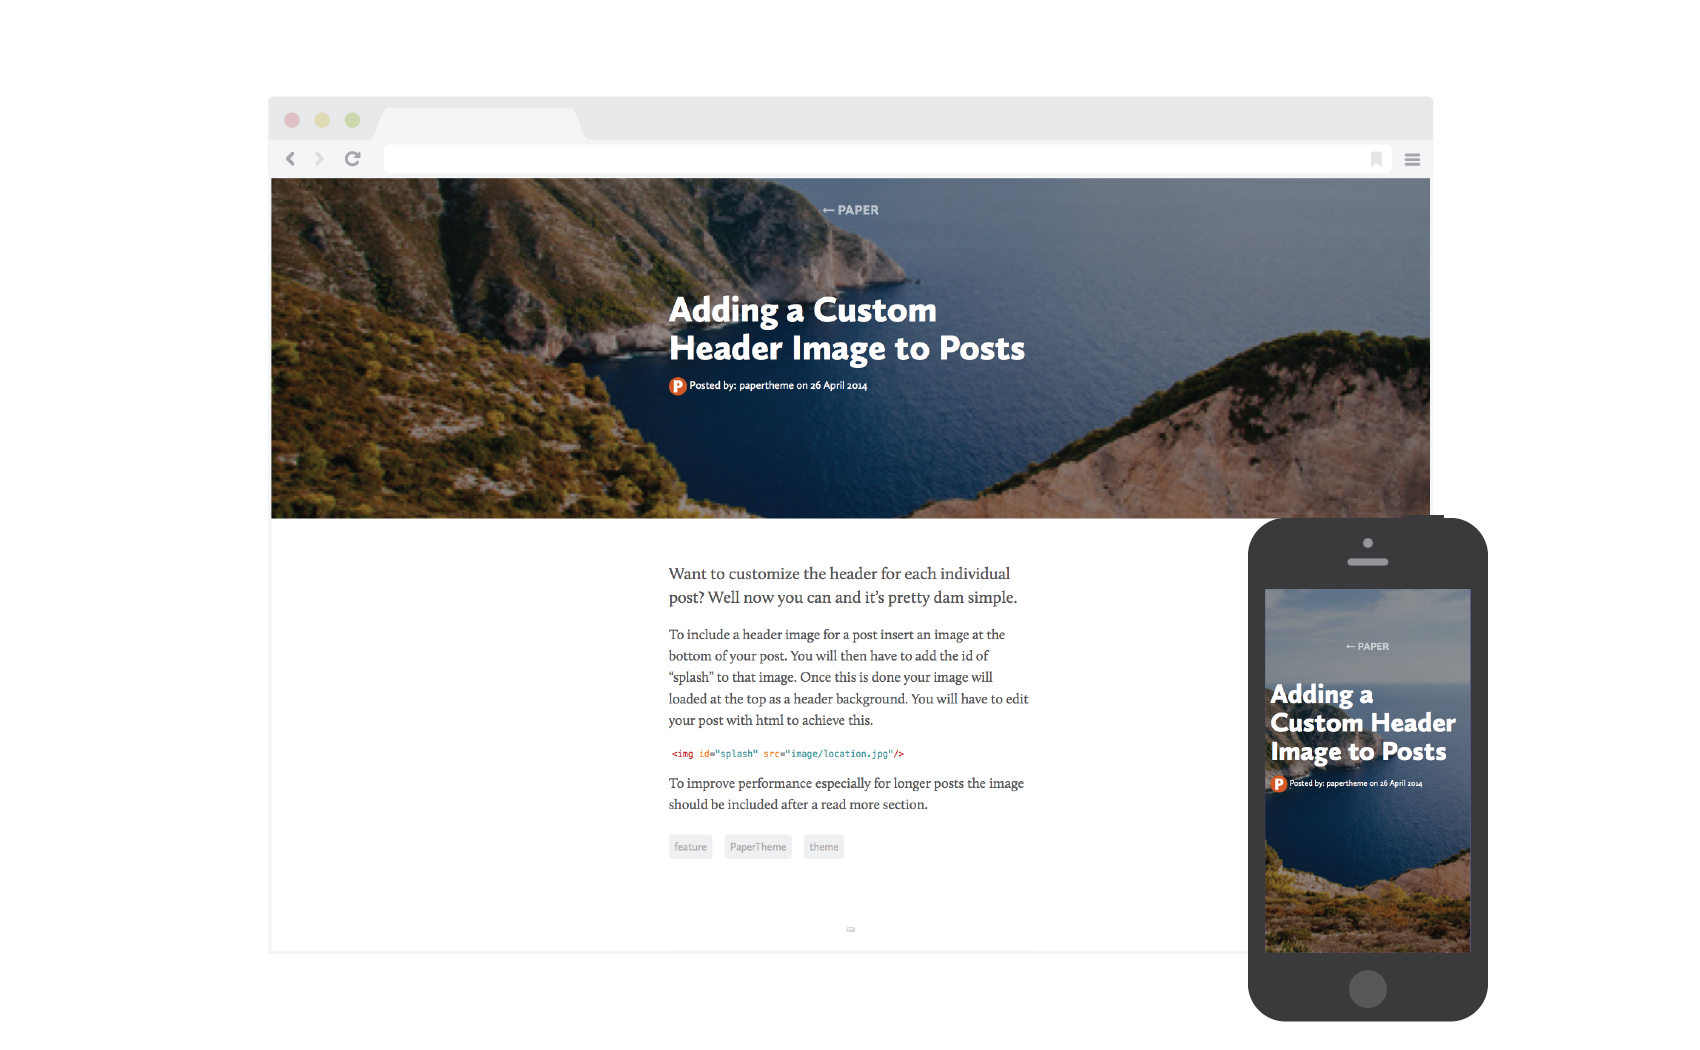 ← PAPER
Adding a Custom
Header Image to Posts
P Posted by: papertheme on 26 April 2014
Want to customize the header for each individual
post? Well now you can and it’s pretty dam simple.
To include a header image for a post insert an image at the
bottom of your post. You will then have to add the id of
“splash” to that image. Once this is done your image will
loaded at the top as a header background. You will have to edit
your post with html to achieve this.
<img id="splash" src="image/location.jpg"/>
To improve performance especially for longer posts the image
should be included after a read more section.
feature PaperTheme theme
← PAPER
Adding a
Custom Header
Image to Posts
P Posted by: papertheme on 26 April 2014